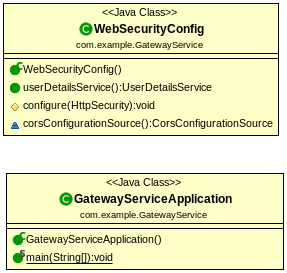 <<Java Class>>
WebSecurityConfig
com.example.GatewayService
WebSecurityConfig()
userDetailsService():UserDetailsService
configure(HttpSecurity):void
corsConfigurationSource():CorsConfigurationSource
<<Java Class>>
GatewayServiceApplication
com.example.GatewayService
GatewayServiceApplication()
main(String[]):void